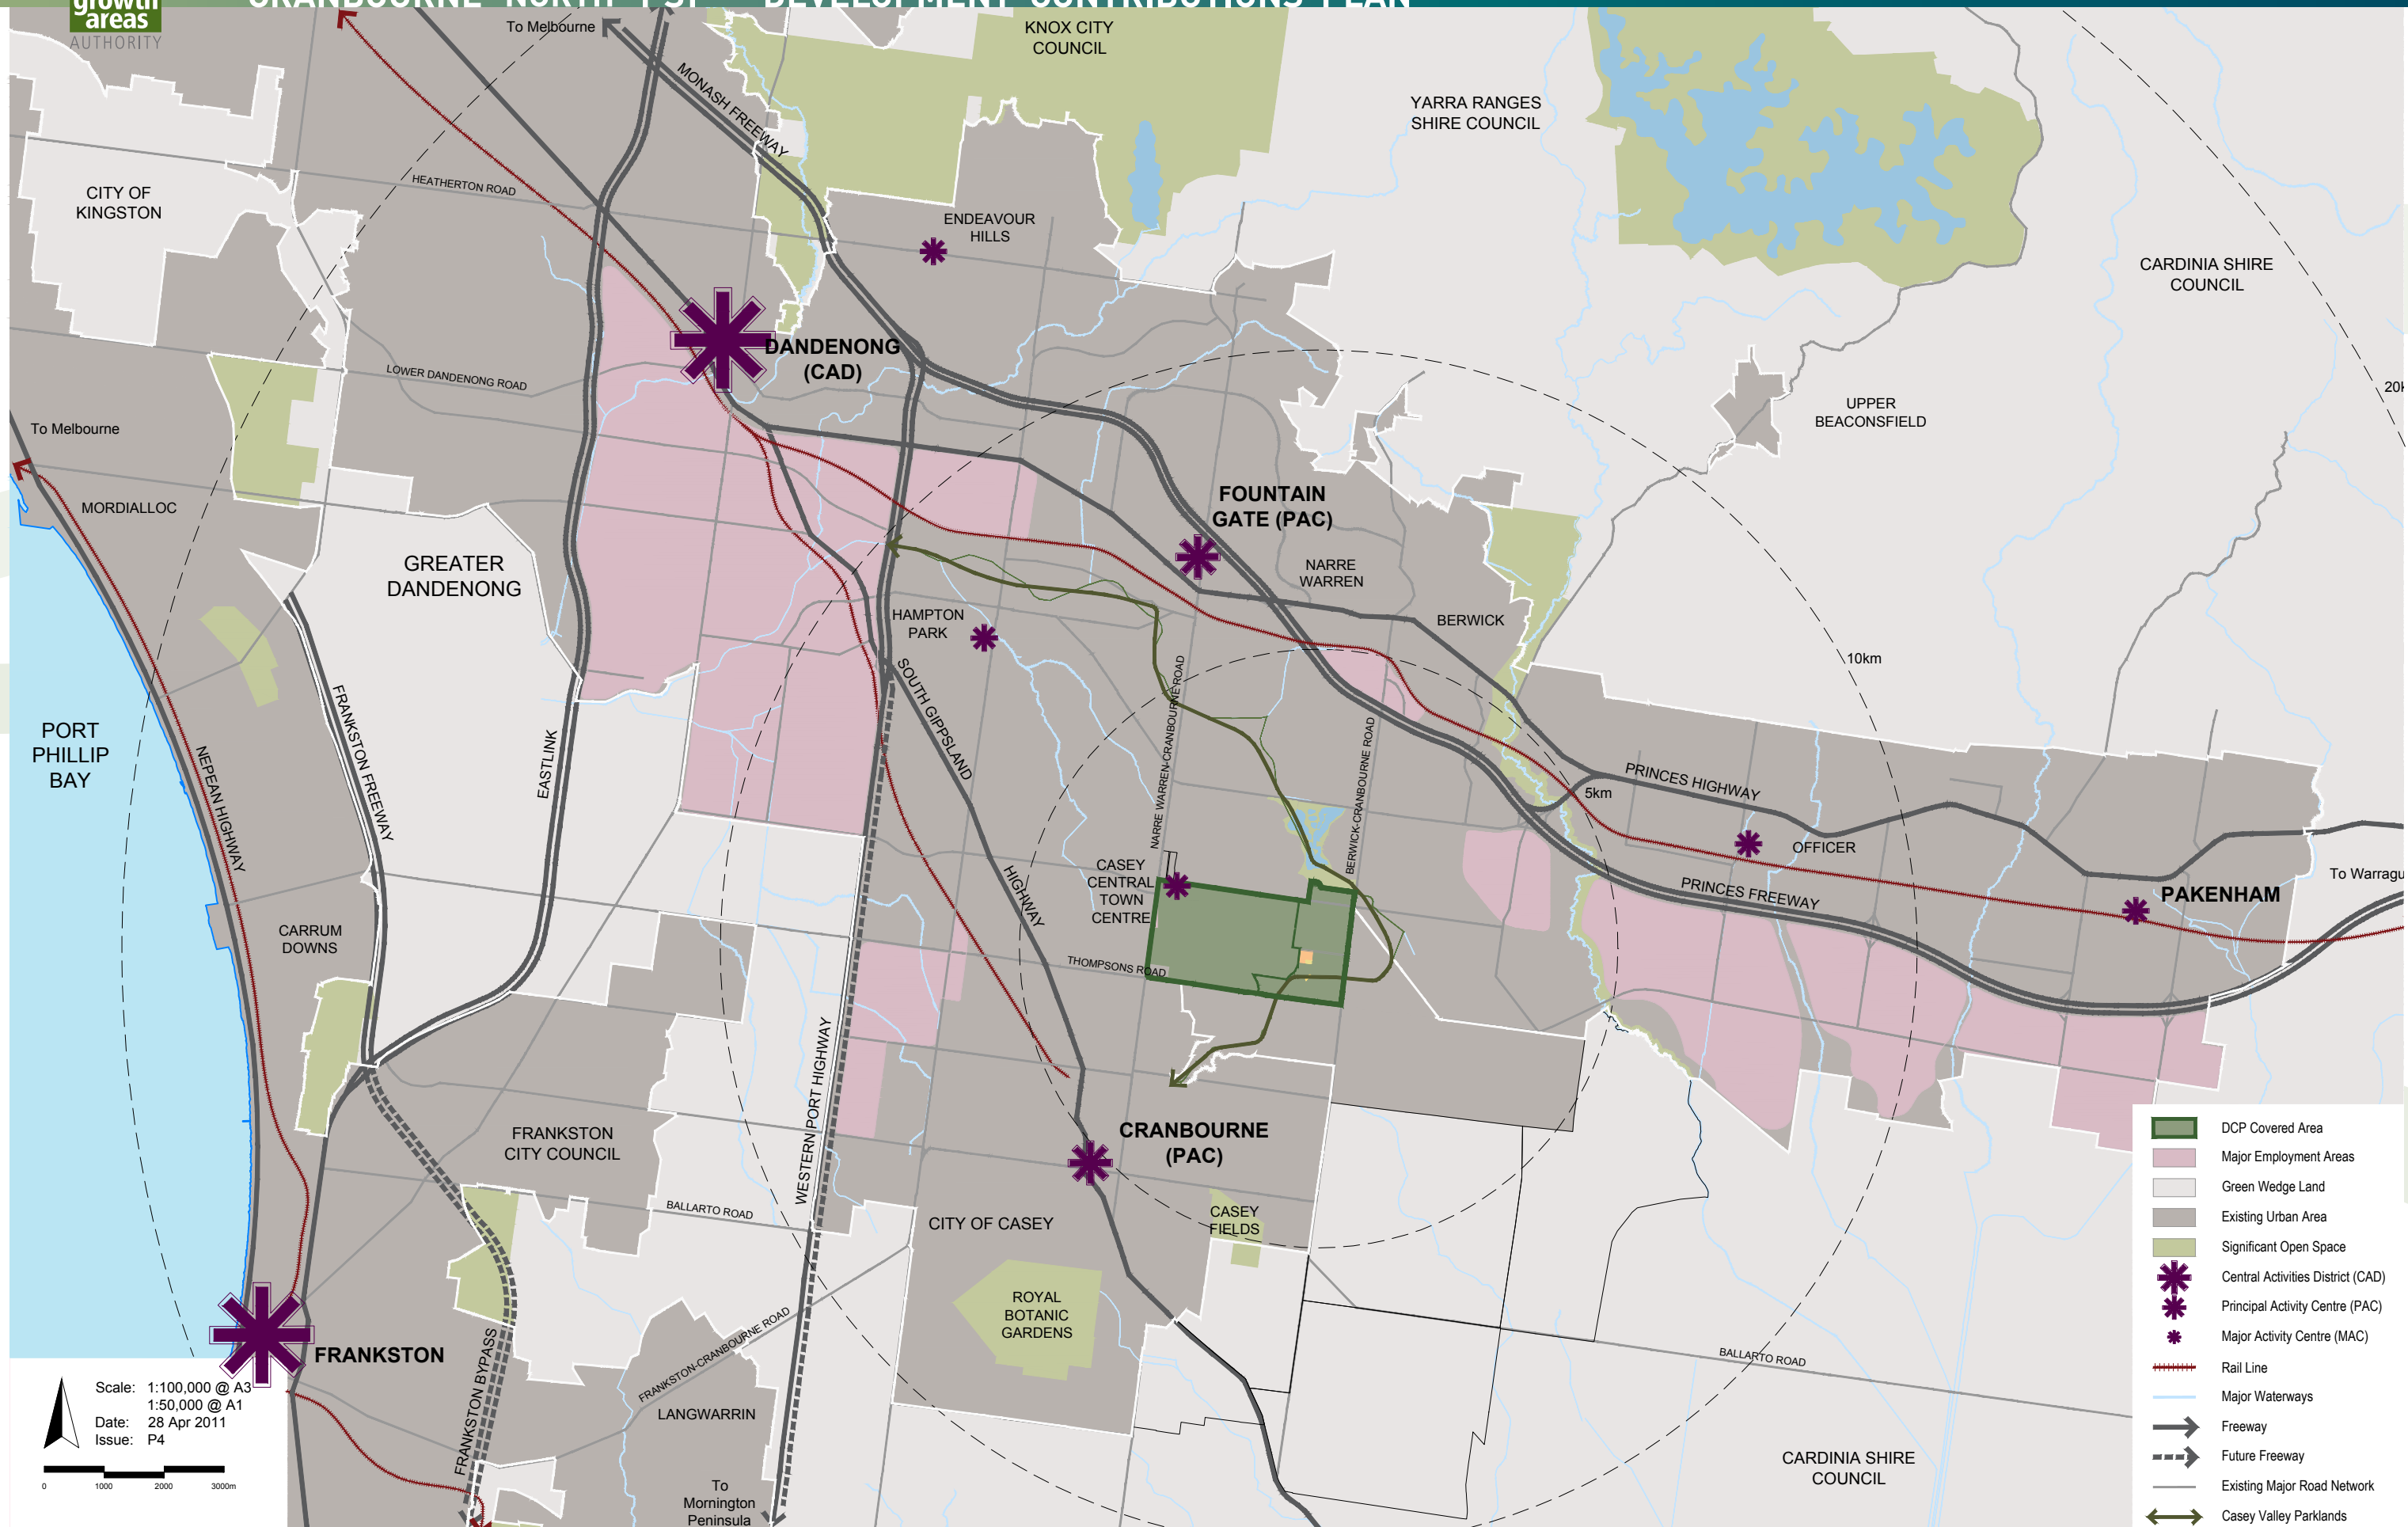 growth
areas
AUTHORITY
To Melbourne
KNOX CITY
COUNCIL
MONASH FREEWAY
YARRA RANGES
SHIRE COUNCIL
CITY OF
KINGSTON
HEATHERTON ROAD
ENDEAVOUR
HILLS
CARDINIA SHIRE
COUNCIL
DANDENONG
(CAD)
LOWER DANDENONG ROAD
UPPER
BEACONSFIELD
To Melbourne
MORDIALLOC
FOUNTAIN
GATE (PAC)
GREATER
DANDENONG
NARRE
WARREN
HAMPTON
PARK
BERWICK
10km
SOUTH GIPPSLAND
HIGHWAY
NARRE WARREN-CRANBOURNE ROAD
BERWICK-CRANBOURNE ROAD
FRANKSTON FREEWAY
PORT
PHILLIP
BAY
NEPEAN HIGHWAY
EASTLINK
PRINCES HIGHWAY
5km
OFFICER
CASEY
CENTRAL
TOWN
CENTRE
PRINCES FREEWAY
PAKENHAM
CARRUM
DOWNS
THOMPSONS ROAD
WESTERN PORT HIGHWAY
CRANBOURNE
(PAC)
FRANKSTON
CITY COUNCIL
BALLARTO ROAD
CITY OF CASEY
CASEY
FIELDS
ROYAL
BOTANIC
GARDENS
FRANKSTON
FRANKSTON BYPASS
FRANKSTON-CRANBOURNE ROAD
LANGWARRIN
BALLARTO ROAD
CARDINIA SHIRE
COUNCIL
To
Mornington
Peninsula
Scale: 1:100,000 @ A3
1:50,000 @ A1
Date: 28 Apr 2011
Issue: P4
0 1000 2000 3000m
DCP Covered Area
Major Employment Areas
Green Wedge Land
Existing Urban Area
Significant Open Space
Central Activities District (CAD)
Principal Activity Centre (PAC)
Major Activity Centre (MAC)
Rail Line
Major Waterways
Freeway
Future Freeway
Existing Major Road Network
Casey Valley Parklands